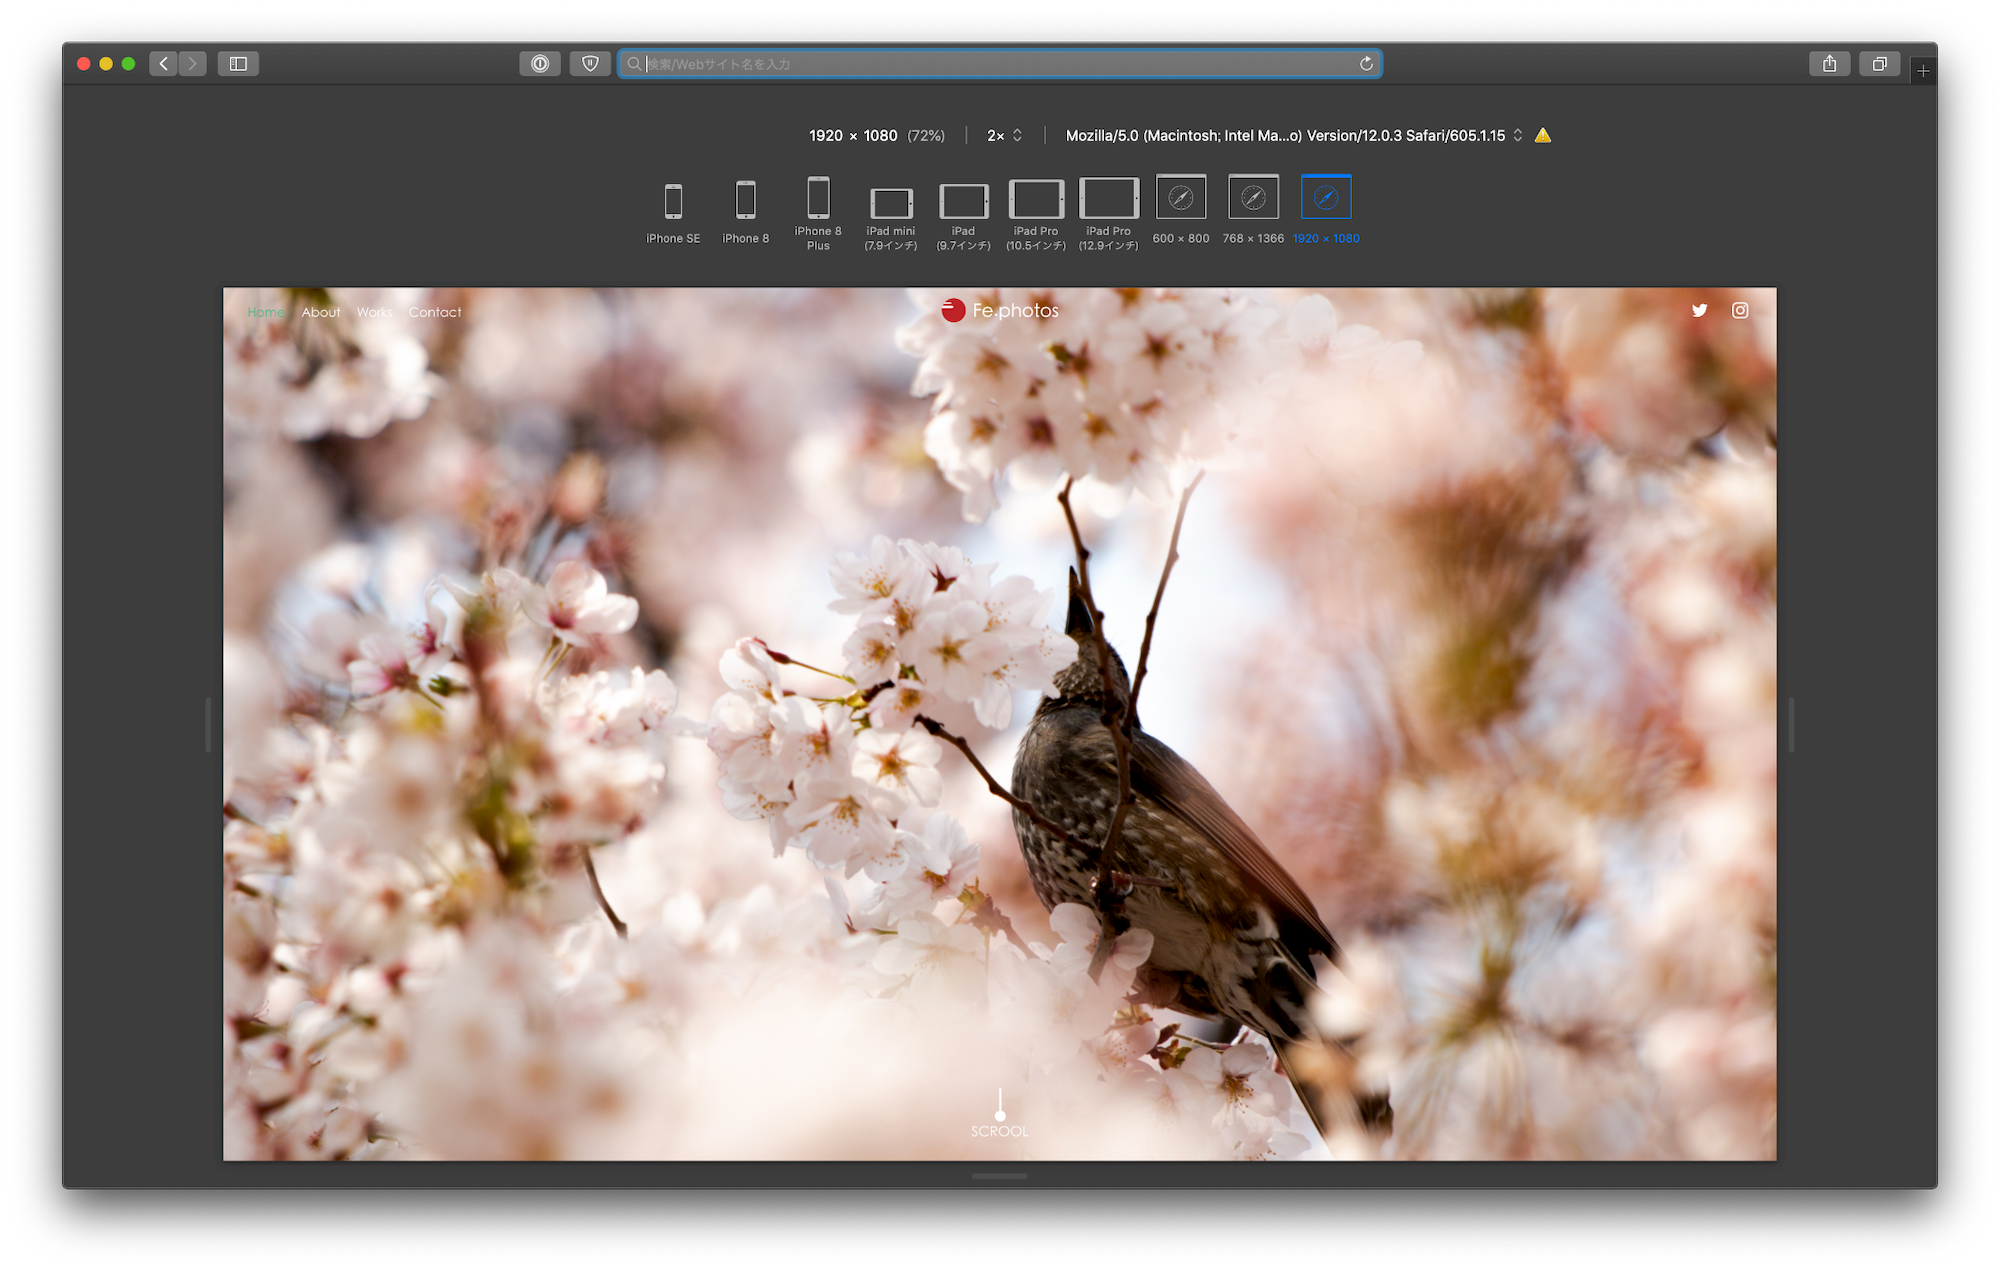 検索/Webサイト名を入力
1920 × 1080 (72%) 2× Mozilla/5.0 (Macintosh; Intel Ma...o) Version/12.0.3 Safari/605.1.15
iPhone SE
iPhone 8
iPhone 8
Plus
iPad mini
(7.9インチ)
iPad
(9.7インチ)
iPad Pro
(10.5インチ)
iPad Pro
(12.9インチ)
600 × 800
768 × 1366
1920 × 1080
Home About Works Contact
Fe.photos
SCROOL